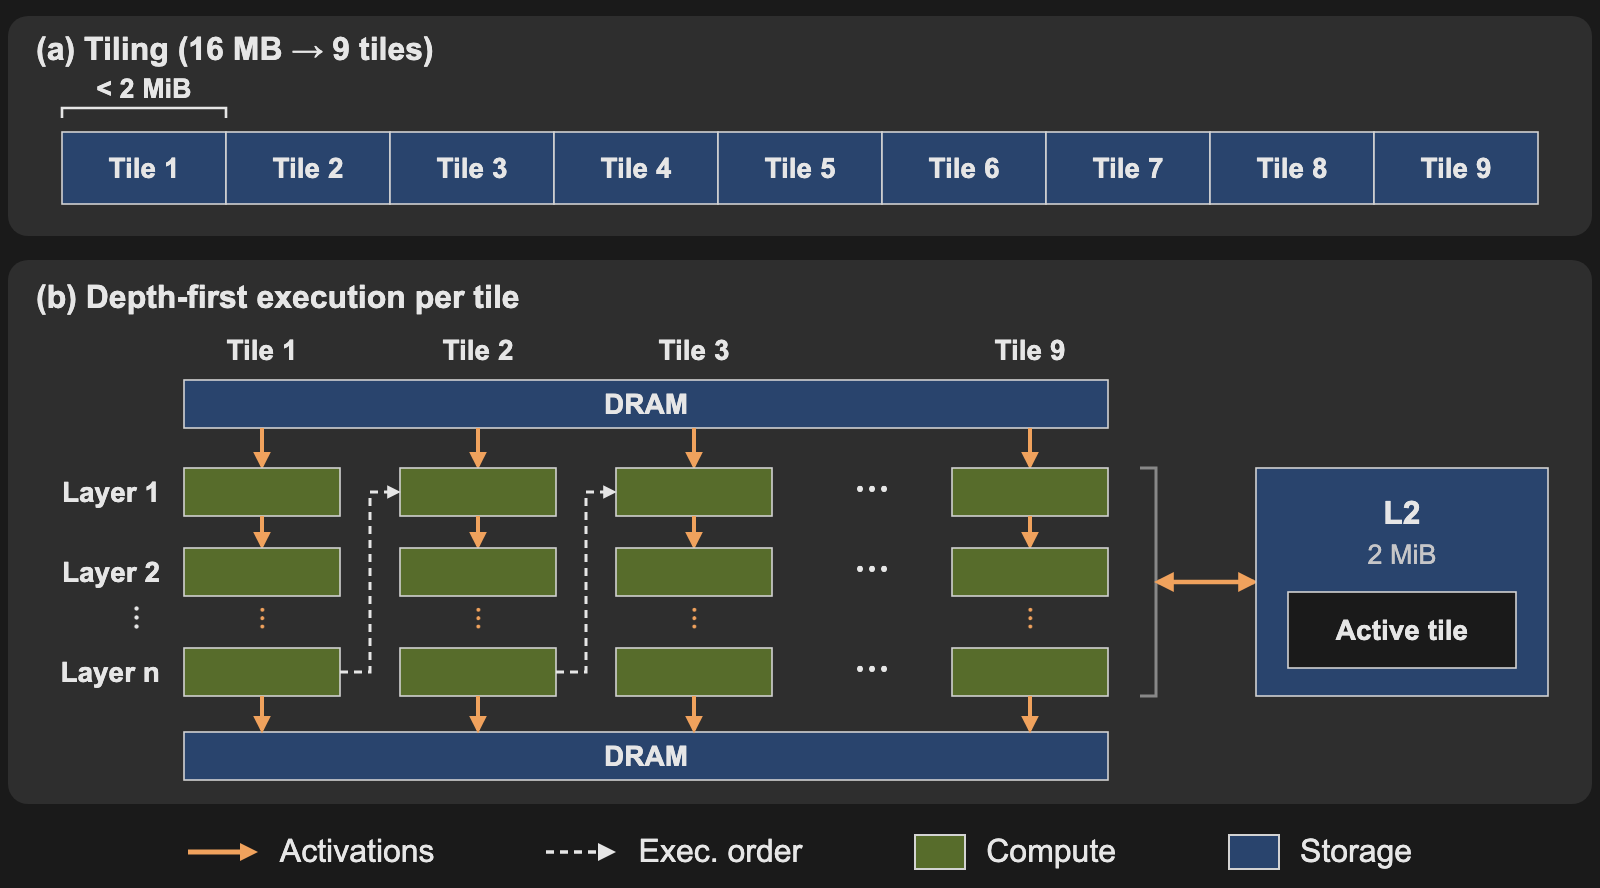 (a) Tiling (16 MB → 9 tiles)
< 2 MiB
Tile 1 Tile 2 Tile 3 Tile 4 Tile 5 Tile 6 Tile 7 Tile 8 Tile 9
(b) Depth-first execution per tile
Tile 1 Tile 2 Tile 3 Tile 9
DRAM
Layer 1 ...
Layer 2 ...
⋮ ⋮ ⋮ ⋮ ⋮
Layer n ...
DRAM
L2
2 MiB
Active tile
Activations Exec. order Compute Storage